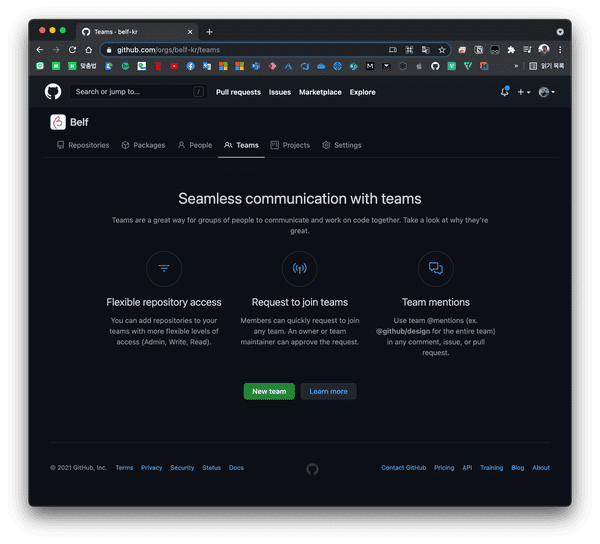 Teams · belf-kr
github.com/orgs/belf-kr/teams
맞춤법
»
읽기 목록
Search or jump to...
/
Pull requests Issues Marketplace Explore
Belf
Repositories Packages People Teams Projects Settings
Seamless communication with teams
Teams are a great way for groups of people to communicate and work on code together. Take a look at why they're
great.
Flexible repository access
You can add repositories to your
teams with more flexible levels of
access (Admin, Write, Read).
Request to join teams
Members can quickly request to join
any team. An owner or team
maintainer can approve the request.
Team mentions
Use team @mentions (ex.
@github/design for the entire team)
in any comment, issue, or pull
request.
New team Learn more
© 2021 GitHub, Inc. Terms Privacy Security Status Docs
Contact GitHub Pricing API Training Blog About